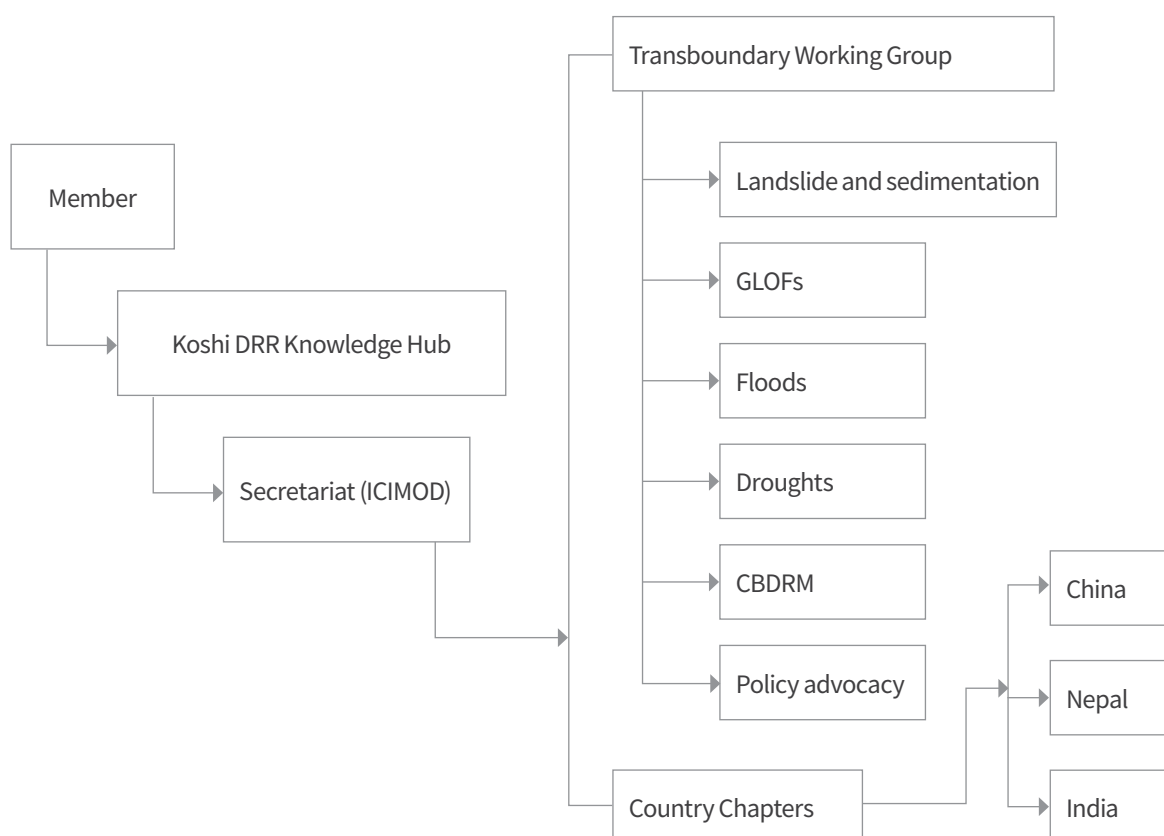 Transboundary Working Group
Member
Landslide and sedimentation
GLOFs
Koshi DRR Knowledge Hub
Floods
Secretariat (ICIMOD)
Droughts
CBDRM
China
Policy advocacy
Nepal
Country Chapters
India